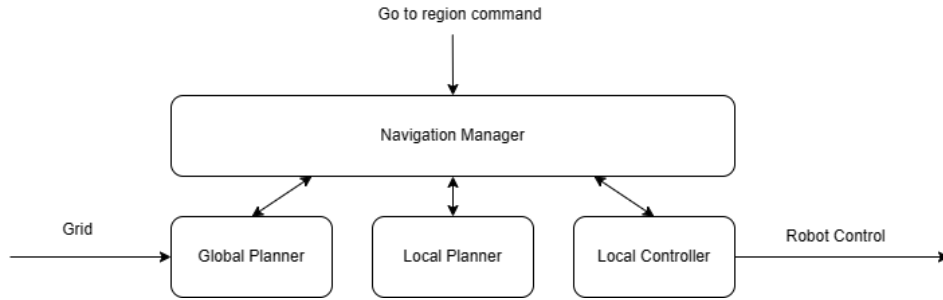 Go to region command
Navigation Manager
Grid
Global Planner
Local Planner
Local Controller
Robot Control